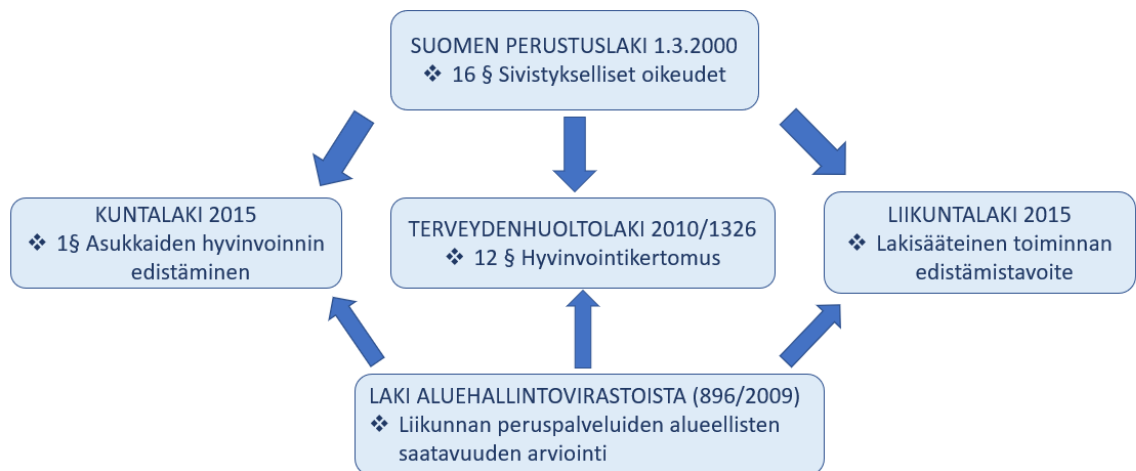 SUOMEN PERUSTUSLAKI 1.3.2000
❖ 16 § Sivistykselliset oikeudet
KUNTALAKI 2015
❖ 1§ Asukkaiden hyvinvoinnin
edistäminen
TERVEYDENHUOLTOLAKI 2010/1326
❖ 12 § Hyvinvointikertomus
LIIKUNTALAKI 2015
❖ Lakisääteinen toiminnan
edistämistavoite
LAKI ALUEHALLINTOVIRASTOISTA (896/2009)
❖ Liikunnan peruspalveluiden alueellisten
saatavuuden arviointi